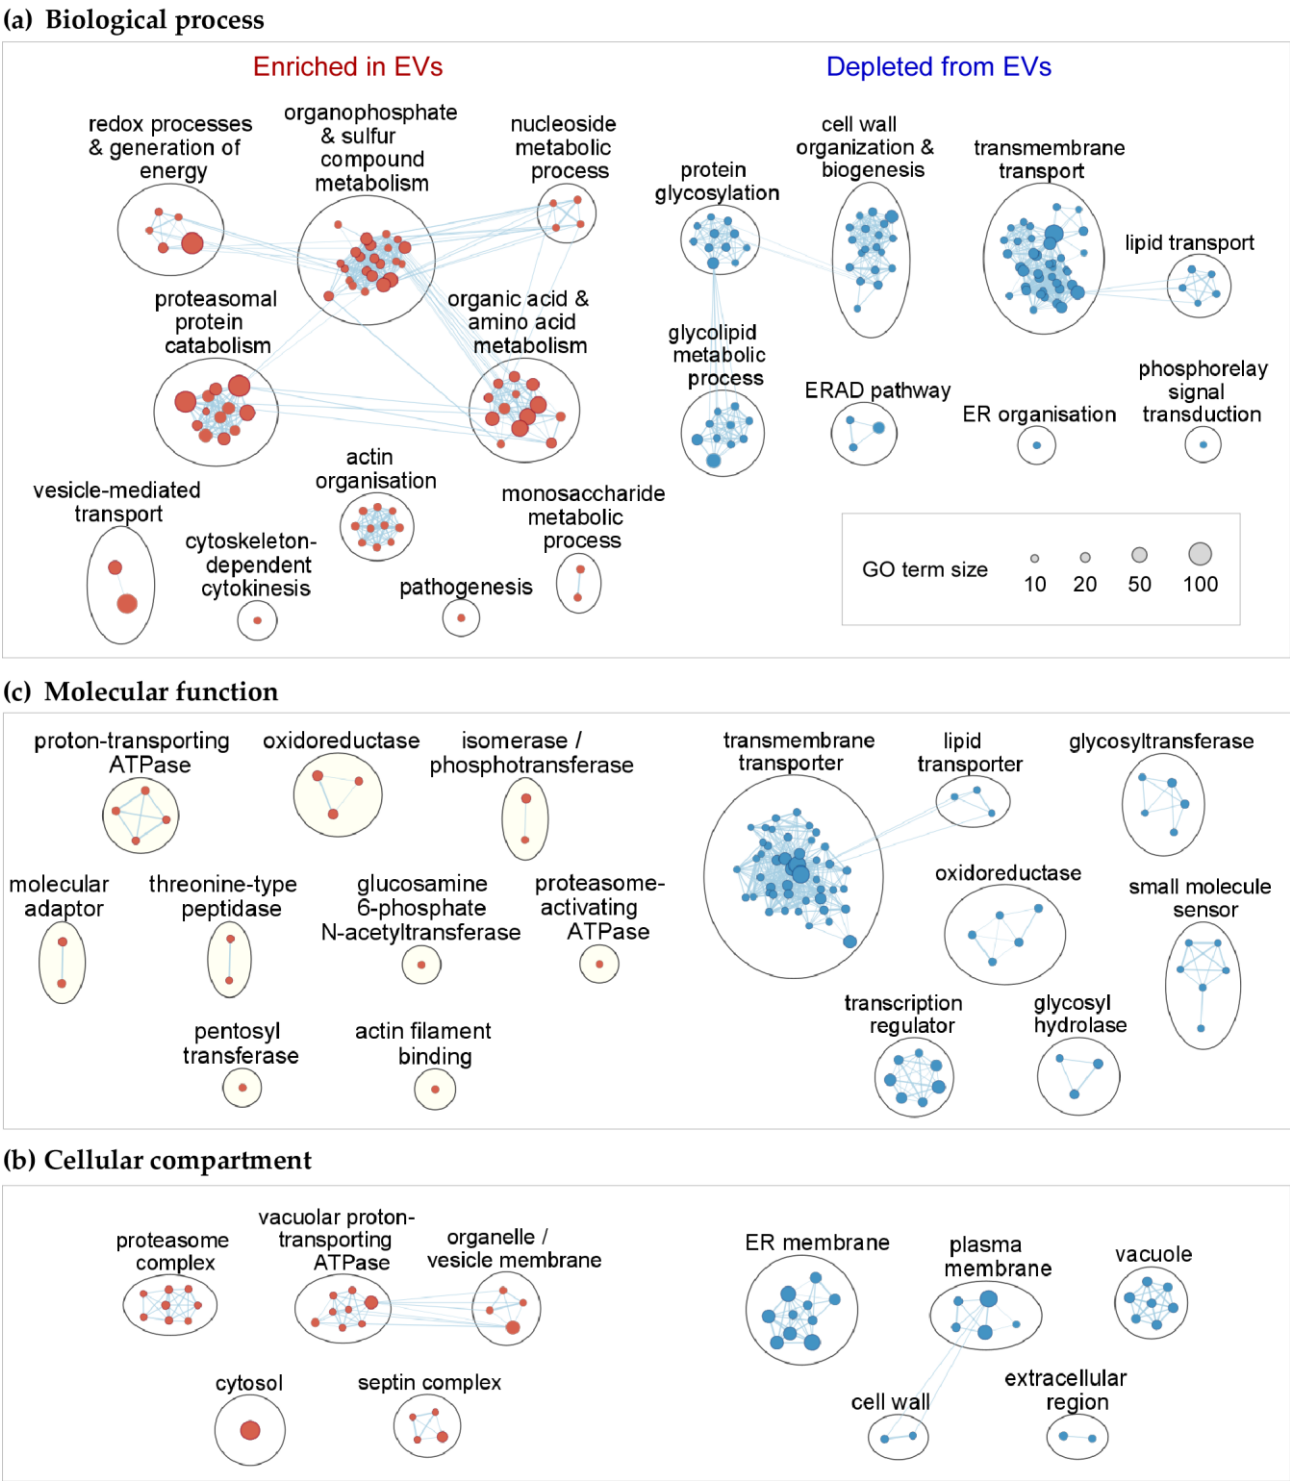 (a) Biological process
Enriched in EVs
Depleted from EVs
redox processes
& generation of
energy
organophosphate
& sulfur
compound
metabolism
nucleoside
metabolic
process
protein
glycosylation
cell wall
organization &
biogenesis
transmembrane
transport
lipid transport
proteasomal
protein
catabolism
organic acid &
amino acid
metabolism
glycolipid
metabolic
process
ERAD pathway
ER organisation
phosphorelay
signal
transduction
vesicle-mediated
transport
cytoskeleton-
dependent
cytokinesis
actin
organisation
pathogenesis
monosaccharide
metabolic
process
GO term size
10 20 50 100
(c) Molecular function
proton-transporting
ATPase
oxidoreductase
isomerase /
phosphotransferase
transmembrane
transporter
lipid
transporter
glycosyltransferase
molecular
adaptor
threonine-type
peptidase
glucosamine
6-phosphate
N-acetyltransferase
proteasome-
activating
ATPase
oxidoreductase
small molecule
sensor
pentosyl
transferase
actin filament
binding
transcription
regulator
glycosyl
hydrolase
(b) Cellular compartment
proteasome
complex
vacuolar proton-
transporting
ATPase
organelle /
vesicle membrane
ER membrane
plasma
membrane
vacuole
cytosol
septin complex
cell wall
extracellular
region